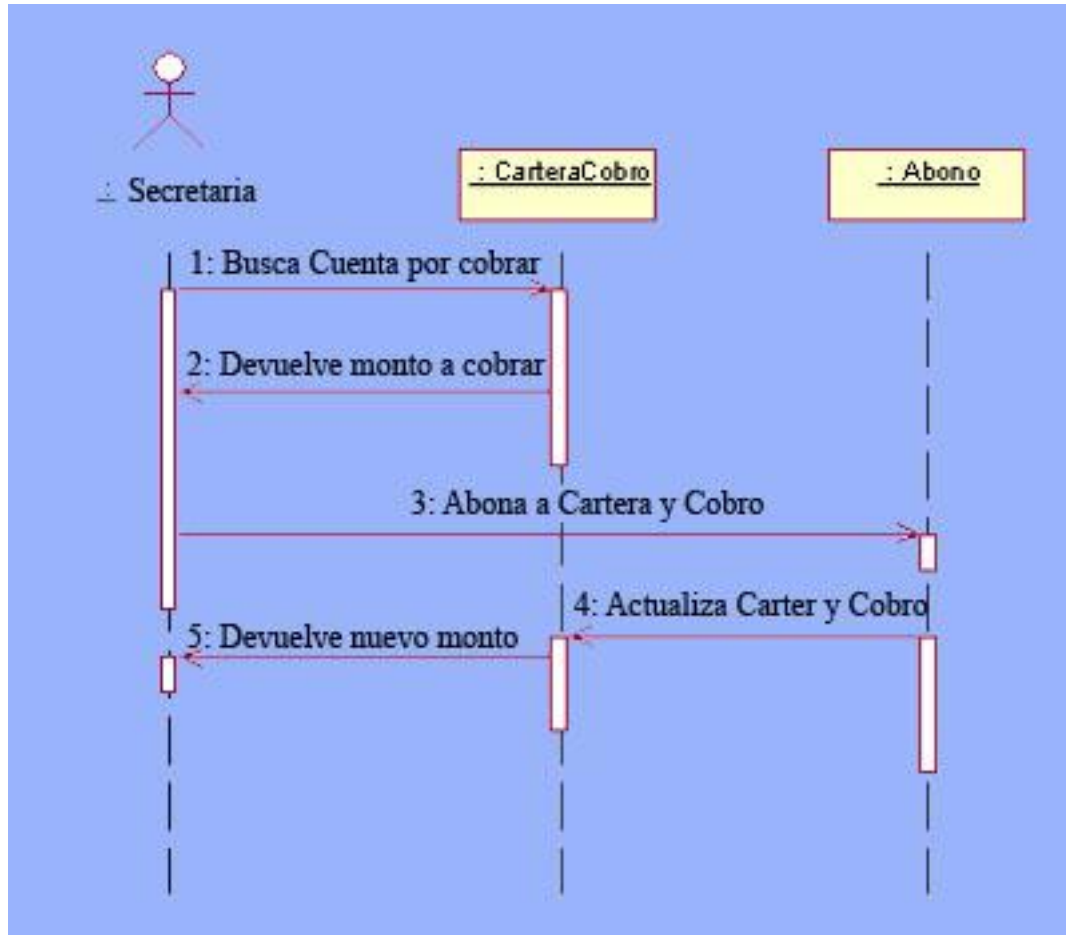 : Secretaria
: CarteraCobro
: Abono
1: Busca Cuenta por cobrar
2: Devuelve monto a cobrar
3: Abona a Cartera y Cobro
4: Actualiza Carter y Cobro
5: Devuelve nuevo monto